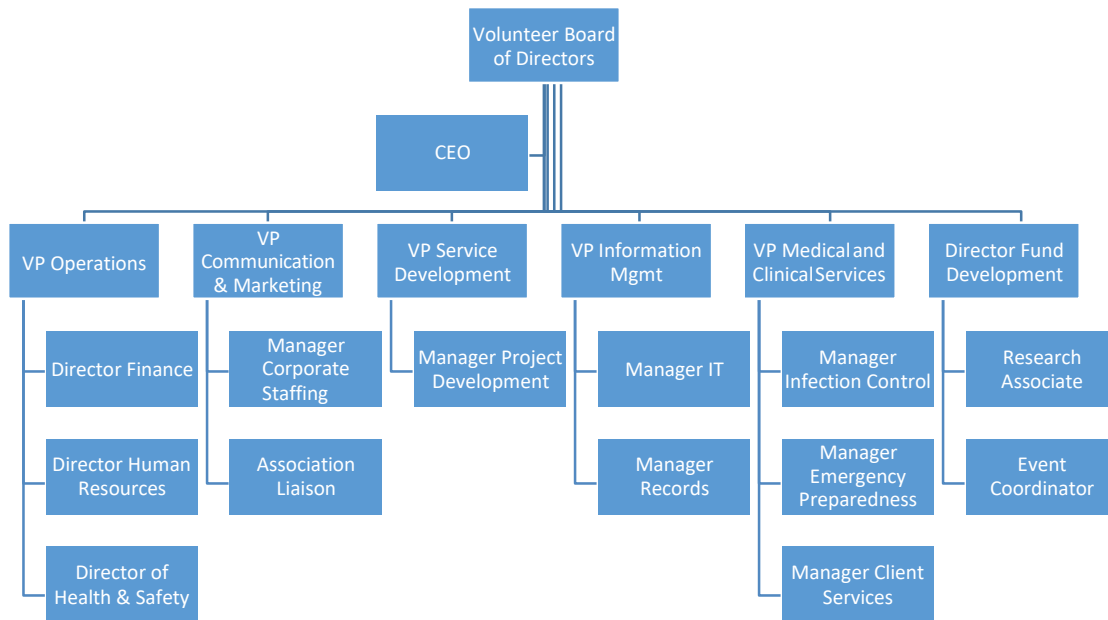 Volunteer Board
of Directors
CEO
VP Operations
VP
Communication
& Marketing
VP Service
Development
VP Information
Mgmt
VP Medical and
Clinical Services
Director Fund
Development
Director Finance
Manager
Corporate
Staffing
Manager Project
Development
Manager IT
Manager
Infection Control
Research
Associate
Director Human
Resources
Association
Liaison
Manager
Records
Manager
Emergency
Preparedness
Event
Coordinator
Director of
Health & Safety
Manager Client
Services